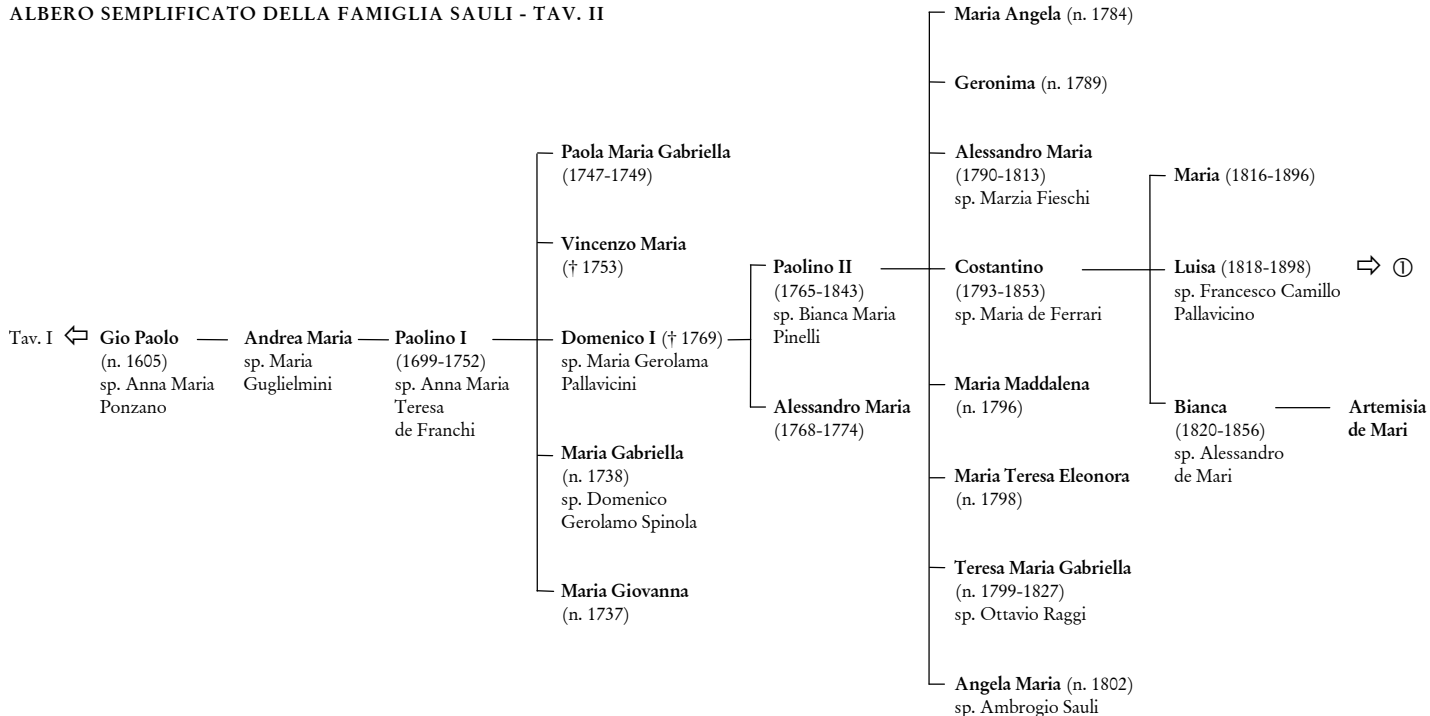 ALBERO SEMPLIFICATO DELLA FAMIGLIA SAULI - TAV. II
Tav. I ⇦
Gio Paolo
(n. 1605)
sp. Anna Maria
Ponzano
Andrea Maria
sp. Maria
Guglielmini
Paolino I
(1699-1752)
sp. Anna Maria
Teresa
de Franchi
Paola Maria Gabriella
(1747-1749)
Vincenzo Maria
(† 1753)
Domenico I († 1769)
sp. Maria Gerolama
Pallavicini
Maria Gabriella
(n. 1738)
sp. Domenico
Gerolamo Spinola
Maria Giovanna
(n. 1737)
Paolino II
(1765-1843)
sp. Bianca Maria
Pinelli
Alessandro Maria
(1768-1774)
Maria Angela (n. 1784)
Geronima (n. 1789)
Alessandro Maria
(1790-1813)
sp. Marzia Fieschi
Costantino
(1793-1853)
sp. Maria de Ferrari
Maria Maddalena
(n. 1796)
Maria Teresa Eleonora
(n. 1798)
Teresa Maria Gabriella
(n. 1799-1827)
sp. Ottavio Raggi
Angela Maria (n. 1802)
sp. Ambrogio Sauli
Maria (1816-1896)
Luisa (1818-1898) ⇨ ①
sp. Francesco Camillo
Pallavicino
Bianca
(1820-1856)
sp. Alessandro
de Mari
Artemisia
de Mari